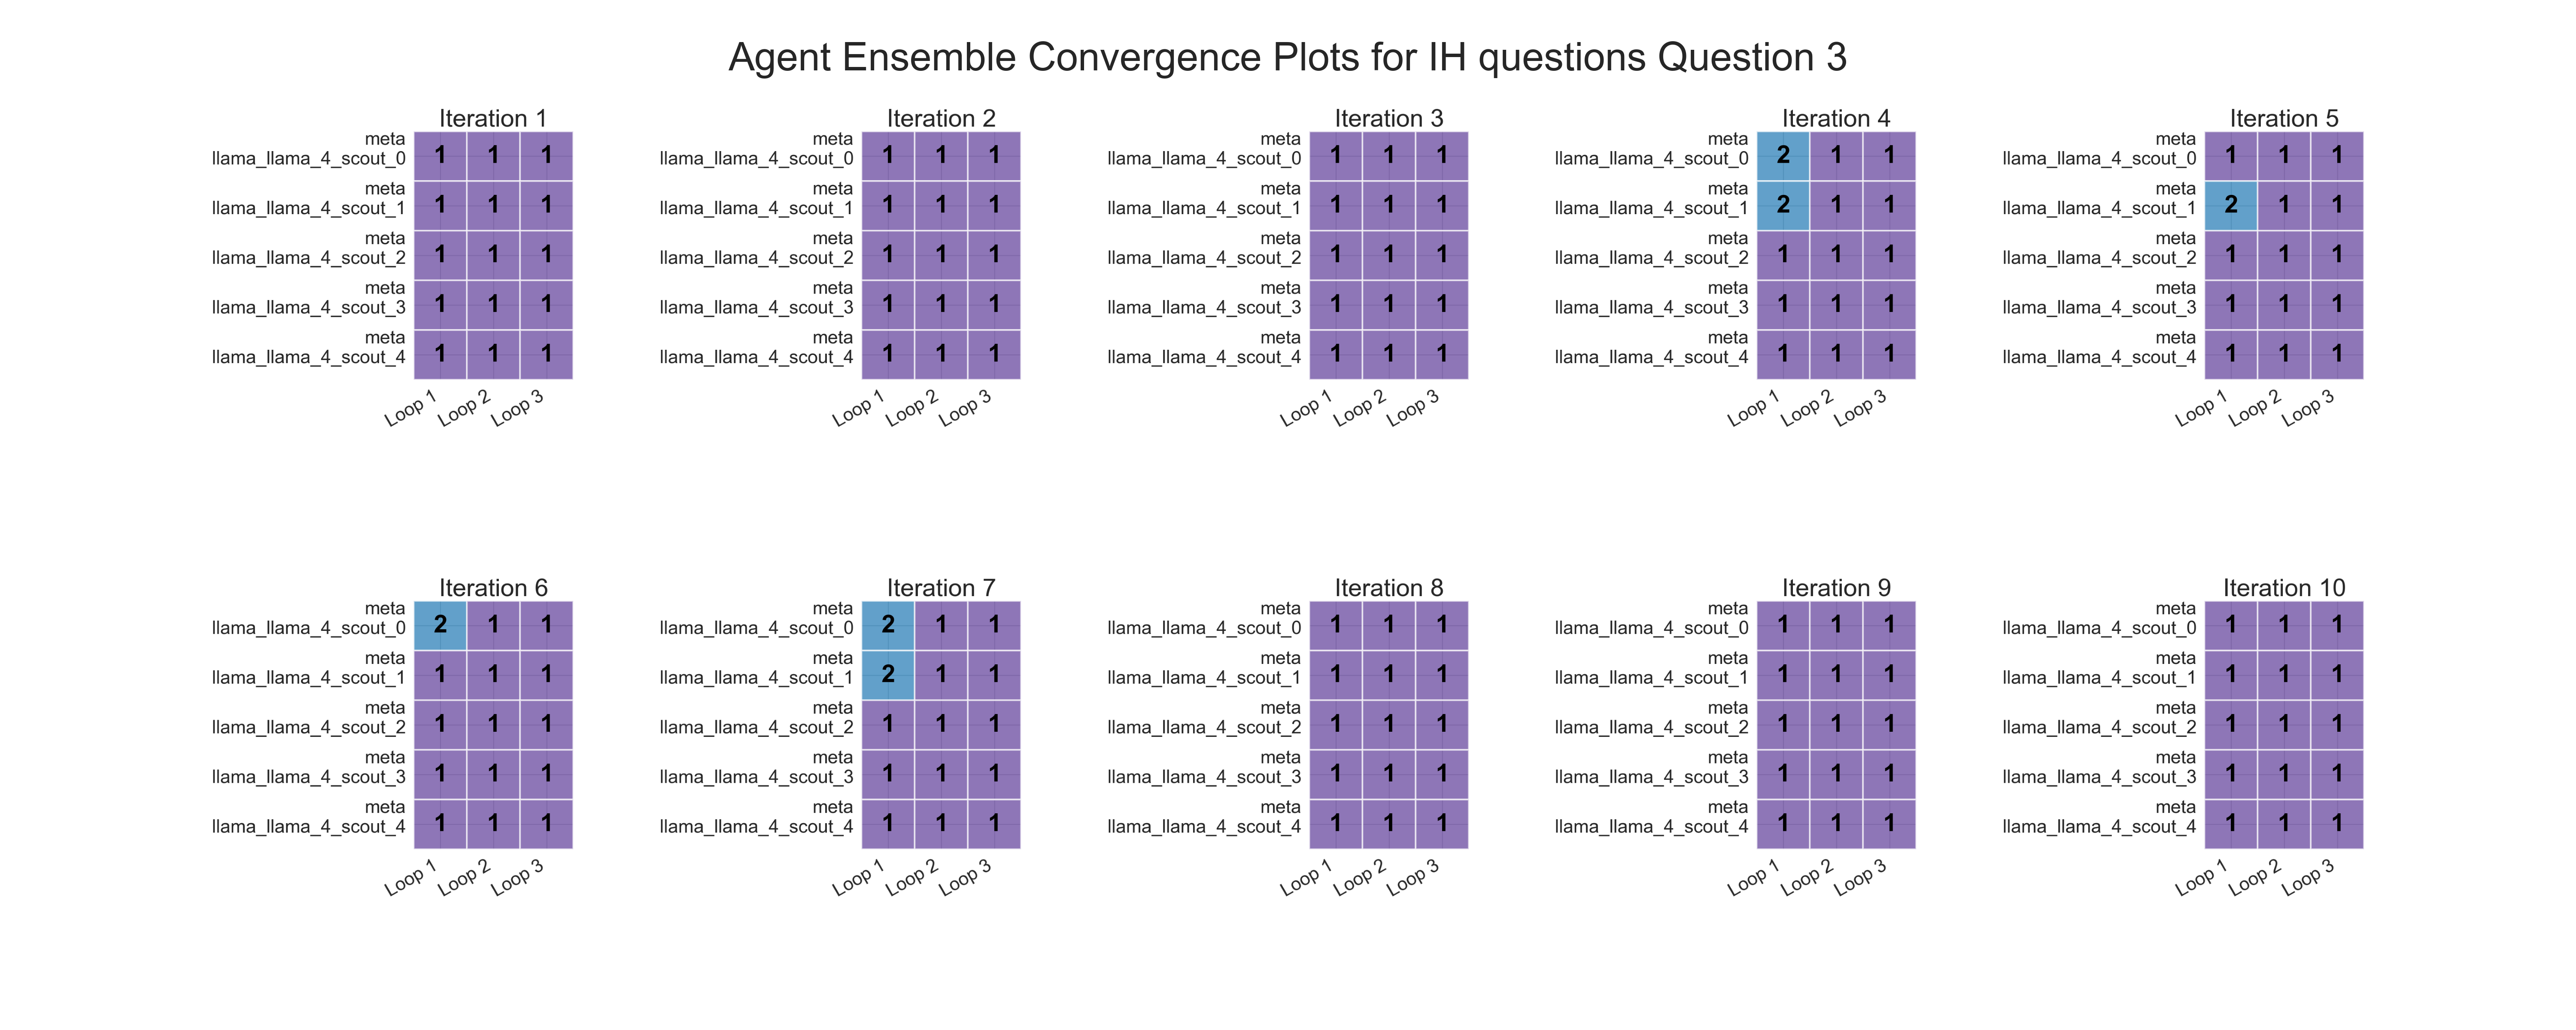 Agent Ensemble Convergence Plots for IH questions Question 3
Iteration 1
meta
llama_llama_4_scout_0
1 1 1
meta
llama_llama_4_scout_1
1 1 1
meta
llama_llama_4_scout_2
1 1 1
meta
llama_llama_4_scout_3
1 1 1
meta
llama_llama_4_scout_4
1 1 1
Loop 1
Loop 2
Loop 3
Iteration 2
meta
llama_llama_4_scout_0
1 1 1
meta
llama_llama_4_scout_1
1 1 1
meta
llama_llama_4_scout_2
1 1 1
meta
llama_llama_4_scout_3
1 1 1
meta
llama_llama_4_scout_4
1 1 1
Loop 1
Loop 2
Loop 3
Iteration 3
meta
llama_llama_4_scout_0
1 1 1
meta
llama_llama_4_scout_1
1 1 1
meta
llama_llama_4_scout_2
1 1 1
meta
llama_llama_4_scout_3
1 1 1
meta
llama_llama_4_scout_4
1 1 1
Loop 1
Loop 2
Loop 3
Iteration 4
meta
llama_llama_4_scout_0
2 1 1
meta
llama_llama_4_scout_1
2 1 1
meta
llama_llama_4_scout_2
1 1 1
meta
llama_llama_4_scout_3
1 1 1
meta
llama_llama_4_scout_4
1 1 1
Loop 1
Loop 2
Loop 3
Iteration 5
meta
llama_llama_4_scout_0
1 1 1
meta
llama_llama_4_scout_1
2 1 1
meta
llama_llama_4_scout_2
1 1 1
meta
llama_llama_4_scout_3
1 1 1
meta
llama_llama_4_scout_4
1 1 1
Loop 1
Loop 2
Loop 3
Iteration 6
meta
llama_llama_4_scout_0
2 1 1
meta
llama_llama_4_scout_1
1 1 1
meta
llama_llama_4_scout_2
1 1 1
meta
llama_llama_4_scout_3
1 1 1
meta
llama_llama_4_scout_4
1 1 1
Loop 1
Loop 2
Loop 3
Iteration 7
meta
llama_llama_4_scout_0
2 1 1
meta
llama_llama_4_scout_1
2 1 1
meta
llama_llama_4_scout_2
1 1 1
meta
llama_llama_4_scout_3
1 1 1
meta
llama_llama_4_scout_4
1 1 1
Loop 1
Loop 2
Loop 3
Iteration 8
meta
llama_llama_4_scout_0
1 1 1
meta
llama_llama_4_scout_1
1 1 1
meta
llama_llama_4_scout_2
1 1 1
meta
llama_llama_4_scout_3
1 1 1
meta
llama_llama_4_scout_4
1 1 1
Loop 1
Loop 2
Loop 3
Iteration 9
meta
llama_llama_4_scout_0
1 1 1
meta
llama_llama_4_scout_1
1 1 1
meta
llama_llama_4_scout_2
1 1 1
meta
llama_llama_4_scout_3
1 1 1
meta
llama_llama_4_scout_4
1 1 1
Loop 1
Loop 2
Loop 3
Iteration 10
meta
llama_llama_4_scout_0
1 1 1
meta
llama_llama_4_scout_1
1 1 1
meta
llama_llama_4_scout_2
1 1 1
meta
llama_llama_4_scout_3
1 1 1
meta
llama_llama_4_scout_4
1 1 1
Loop 1
Loop 2
Loop 3